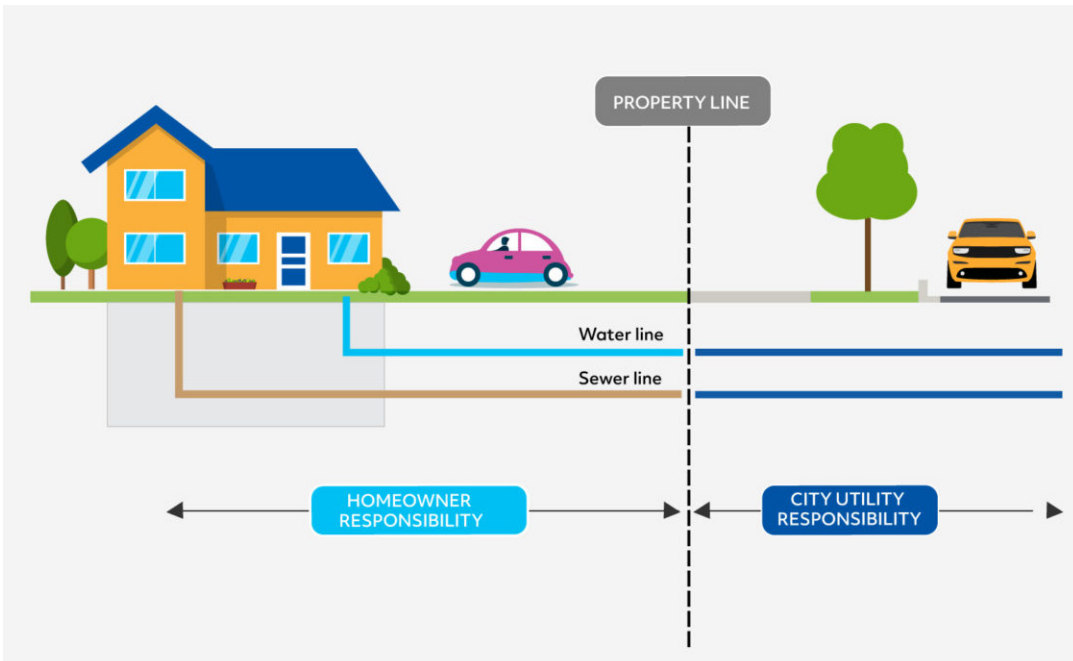 PROPERTY LINE
Water line
Sewer line
HOMEOWNER
RESPONSIBILITY
CITY UTILITY
RESPONSIBILITY